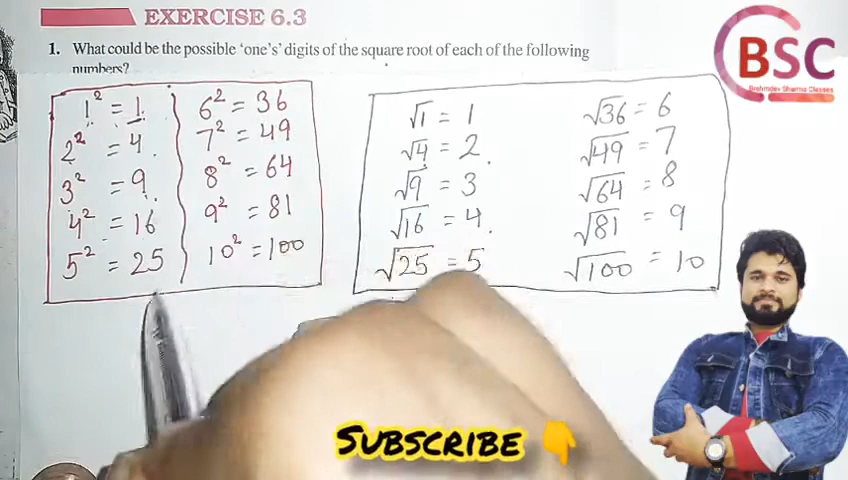 EXERCISE 6.3
1. What could be the possible 'one's' digits of the square root of each of the following
numbers?
1² = 1
2² = 4
3² = 9
4² = 16
5² = 25
6² = 36
7² = 49
8² = 64
9² = 81
10² = 100
√1 = 1
√4 = 2
√9 = 3
√16 = 4
√25 = 5
√36 = 6
√49 = 7
√64 = 8
√81 = 9
√100 = 10
BSC
Brahmdev Sharma Classes
SUBSCRIBE